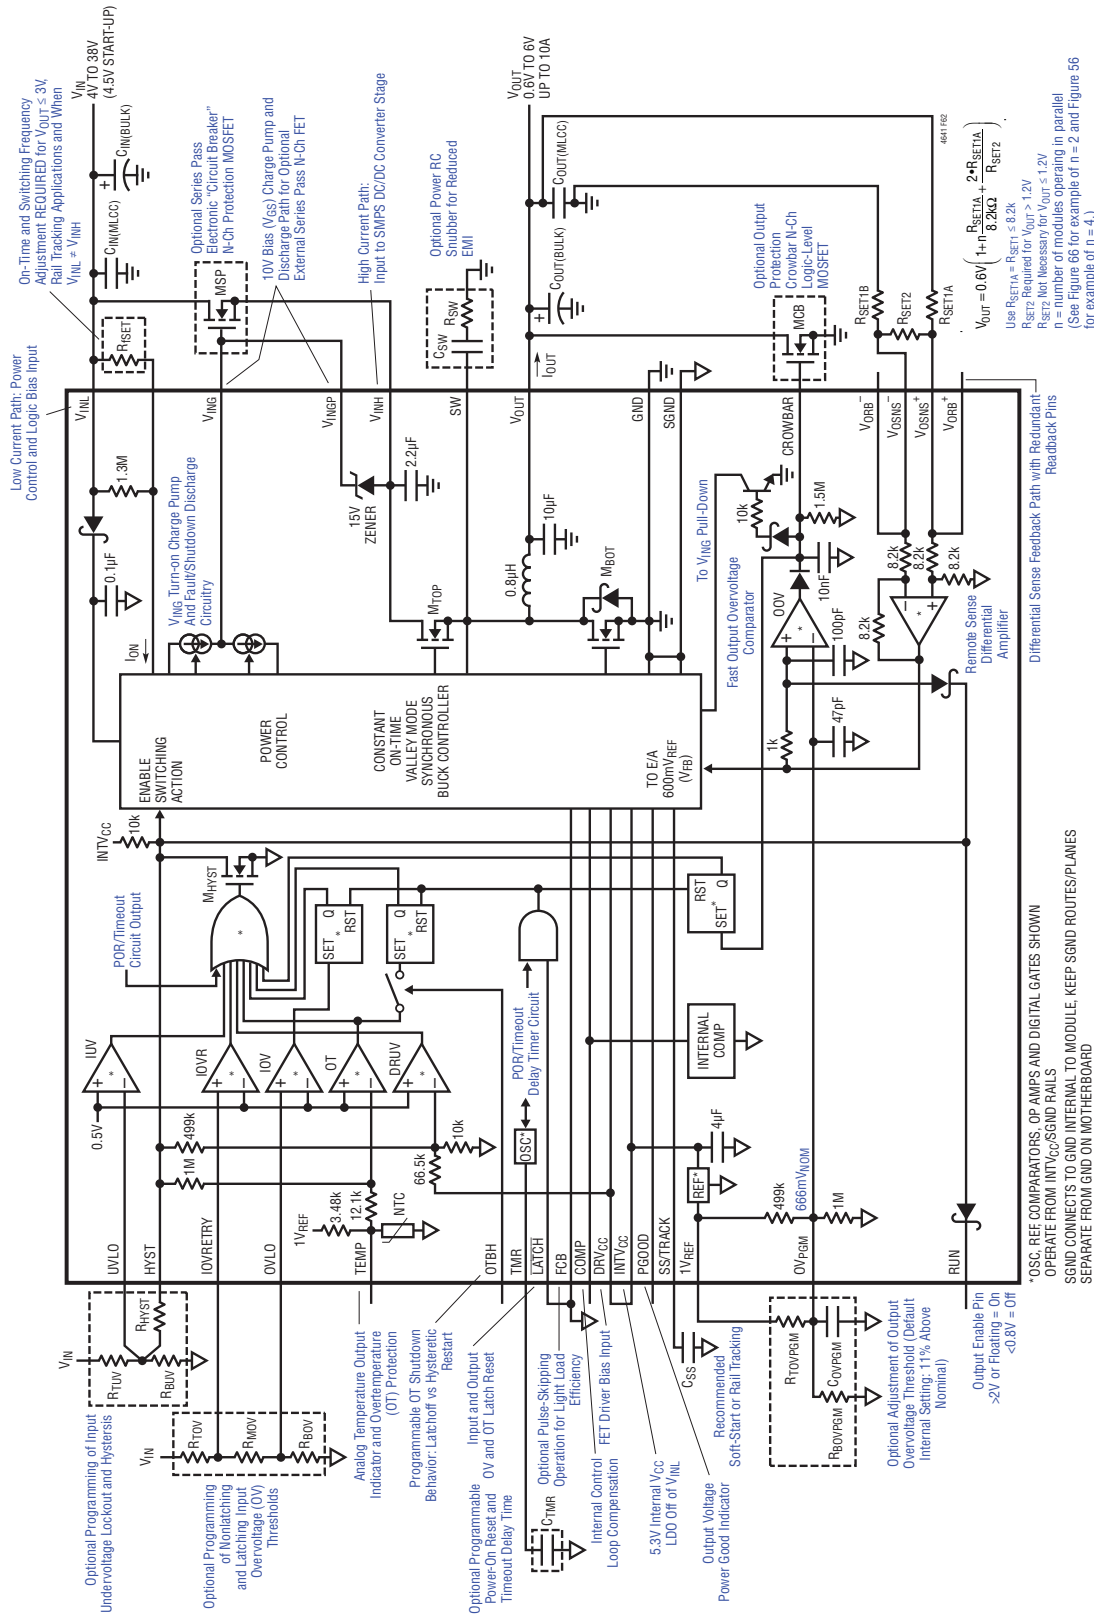 Optional Programming of Input
Undervoltage Lockout and Hystersis
VIN
RTUV
RBUV
RHYST
Optional Programming
of Nonlatching
and Latching Input
Overvoltage (OV)
Thresholds
VIN
RTOV
RMOV
RBOV
Analog Temperature Output
Indicator and Overtemperature
(OT) Protection
Programmable OT Shutdown
Behavior: Latchoff vs Hysteretic
Restart
Input and Output
OV and OT Latch Reset
Optional Programmable
Power-On Reset and
Timeout Delay Time
CTMR
Optional Pulse-Skipping
Operation for Light Load
Efficiency
Internal Control
Loop Compensation
FET Driver Bias Input
5.3V Internal VCC
LDO Off of VINL
Output Voltage
Power Good Indicator
CSS
Recommended
Soft-Start or Rail Tracking
RTOVPGM
RBOVPGM
COVPGM
Optional Adjustment of Output
Overvoltage Threshold (Default
Internal Setting: 11% Above
Nominal)
Output Enable Pin
>2V or Floating = On
<0.8V = Off
UVLO
HYST
IOVRETRY
OVLO
TEMP
OTBH
TMR
LATCH
FCB
COMP
DRVCC
INTVCC
PGOOD
SS/TRACK
1VREF
OVPGM
RUN
0.5V
1M
499k
1VREF
3.48k
12.1k
NTC
66.5k
10k
IUV
+
*
–
IOVR
+
*
–
IOV
+
*
–
OT
+
*
–
DRUV
+
*
–
POR/Timeout
Circuit Output
*
MHYST
INTVCC
10k
SET
*
Q
RST
SET
*
Q
RST
OSC*
POR/Timeout
Delay Timer Circuit
RST
SET*
Q
INTERNAL
COMP
REF*
4µF
499k
666mVNOM
1M
ENABLE
SWITCHING
ACTION
POWER
CONTROL
CONSTANT
ON-TIME
VALLEY MODE
SYNCHRONOUS
BUCK CONTROLLER
TO E/A
600mVREF
(VFB)
Low Current Path: Power
Control and Logic Bias Input
0.1µF
1.3M
ION
VING Turn-on Charge Pump
And Fault/Shutdown Discharge
Circuitry
15V
ZENER
2.2µF
MTOP
0.8µH
10µF
MBOT
To VING Pull-Down
Fast Output Overvoltage
Comparator
OOV
+
*
–
10k
1.5M
10nF
100pF
47pF
1k
8.2k
8.2k
8.2k
8.2k
–
*
+
Remote Sense
Differential
Amplifier
VINL
VING
VINGP
VINH
SW
VOUT
GND
SGND
CROWBAR
VORB–
VOSNS–
VOSNS+
VORB+
Differential Sense Feedback Path with Redundant
Readback Pins
On-Time and Switching Frequency
Adjustment REQUIRED for VOUT ≤ 3V,
Rail Tracking Applications and When
VINL ≠ VINH
RfSET
CIN(MLCC)
CIN(BULK)
+
VIN
4V TO 38V
(4.5V START-UP)
MSP
Optional Series Pass
Electronic "Circuit Breaker"
N-Ch Protection MOSFET
10V Bias (VGS) Charge Pump and
Discharge Path for Optional
External Series Pass N-Ch FET
High Current Path:
Input to SMPS DC/DC Converter Stage
CSW
RSW
Optional Power RC
Snubber for Reduced
EMI
IOUT
COUT(BULK)
+
COUT(MLCC)
VOUT
0.6V TO 6V
UP TO 10A
MCB
Optional Output
Protection
Crowbar N-Ch
Logic-Level
MOSFET
RSET1B
RSET2
RSET1A
4641 F62
VOUT = 0.6V(1+n RSET1A/8.2kΩ + 2•RSET1A/RSET2).
Use RSET1A = RSET1 ≤ 8.2k
RSET2 Required for VOUT > 1.2V
RSET2 Not Necessary for VOUT ≤ 1.2V
n = number of modules operating in parallel
(See Figure 66 for example of n = 2 and Figure 56
for example of n = 4.)
*OSC, REF, COMPARATORS, OP AMPS AND DIGITAL GATES SHOWN
OPERATE FROM INTVCC/SGND RAILS
SGND CONNECTS TO GND INTERNAL TO MODULE, KEEP SGND ROUTES/PLANES
SEPARATE FROM GND ON MOTHERBOARD